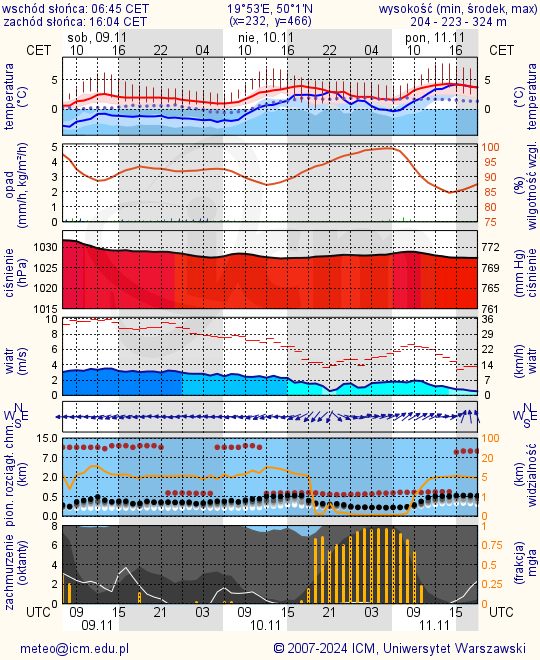 wschód słońca: 06:45 CET 19°53'E, 50°1'N wysokość (min, środek, max)
zachód słońca: 16:04 CET (x=232, y=466) 204 - 223 - 324 m
sob, 09.11 nie, 10.11 pon, 11.11
CET 10 16 22 04 10 16 22 04 10 16 CET
temperatura (°C) 5 0 5 0 (°C) temperatura
opad (mm/h, kg/m²/h) 5 4 3 2 1 0 100 95 90 85 80 75 (%) wilgotność wzgl.
ciśnienie (hPa) 1030 1025 1020 1015 772 769 765 761 (mm Hg) ciśnienie
wiatr (m/s) 10 8 6 4 2 0 36 29 22 14 7 0 (km/h) wiatr
N W E S N W E S
pion. rozciągł. chm. (km) 15.0 7.0 2.0 0.5 0.0 100 20 5 1 0 (km) widzialność
zachmurzenie (oktanty) 8 6 4 2 0 1 0.75 0.5 0.25 0 (frakcja) mgła
UTC 09 15 21 03 09 15 21 03 09 15 UTC
09.11 10.11 11.11
meteo@icm.edu.pl © 2007-2024 ICM, Uniwersytet Warszawski